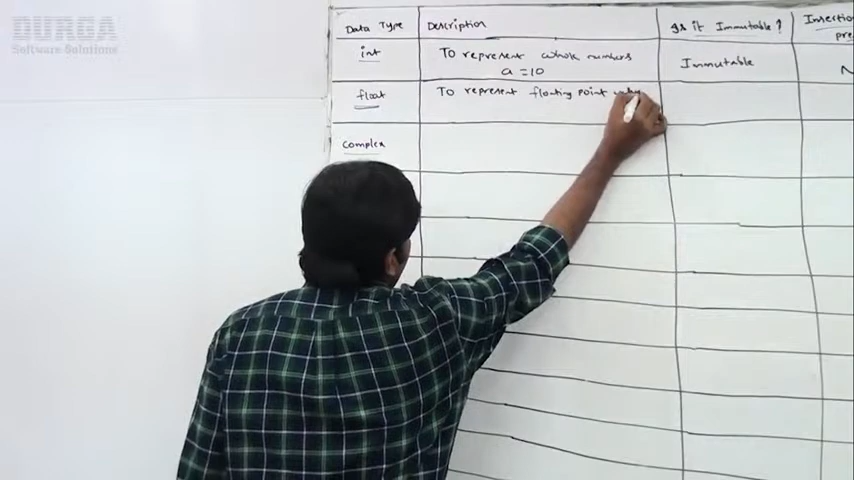 DURGA
Software Solutions
Data Type Description Is it Immutable? Insertion
int To represent whole numbers Immutable N
a = 10
float To represent floating point
Complex